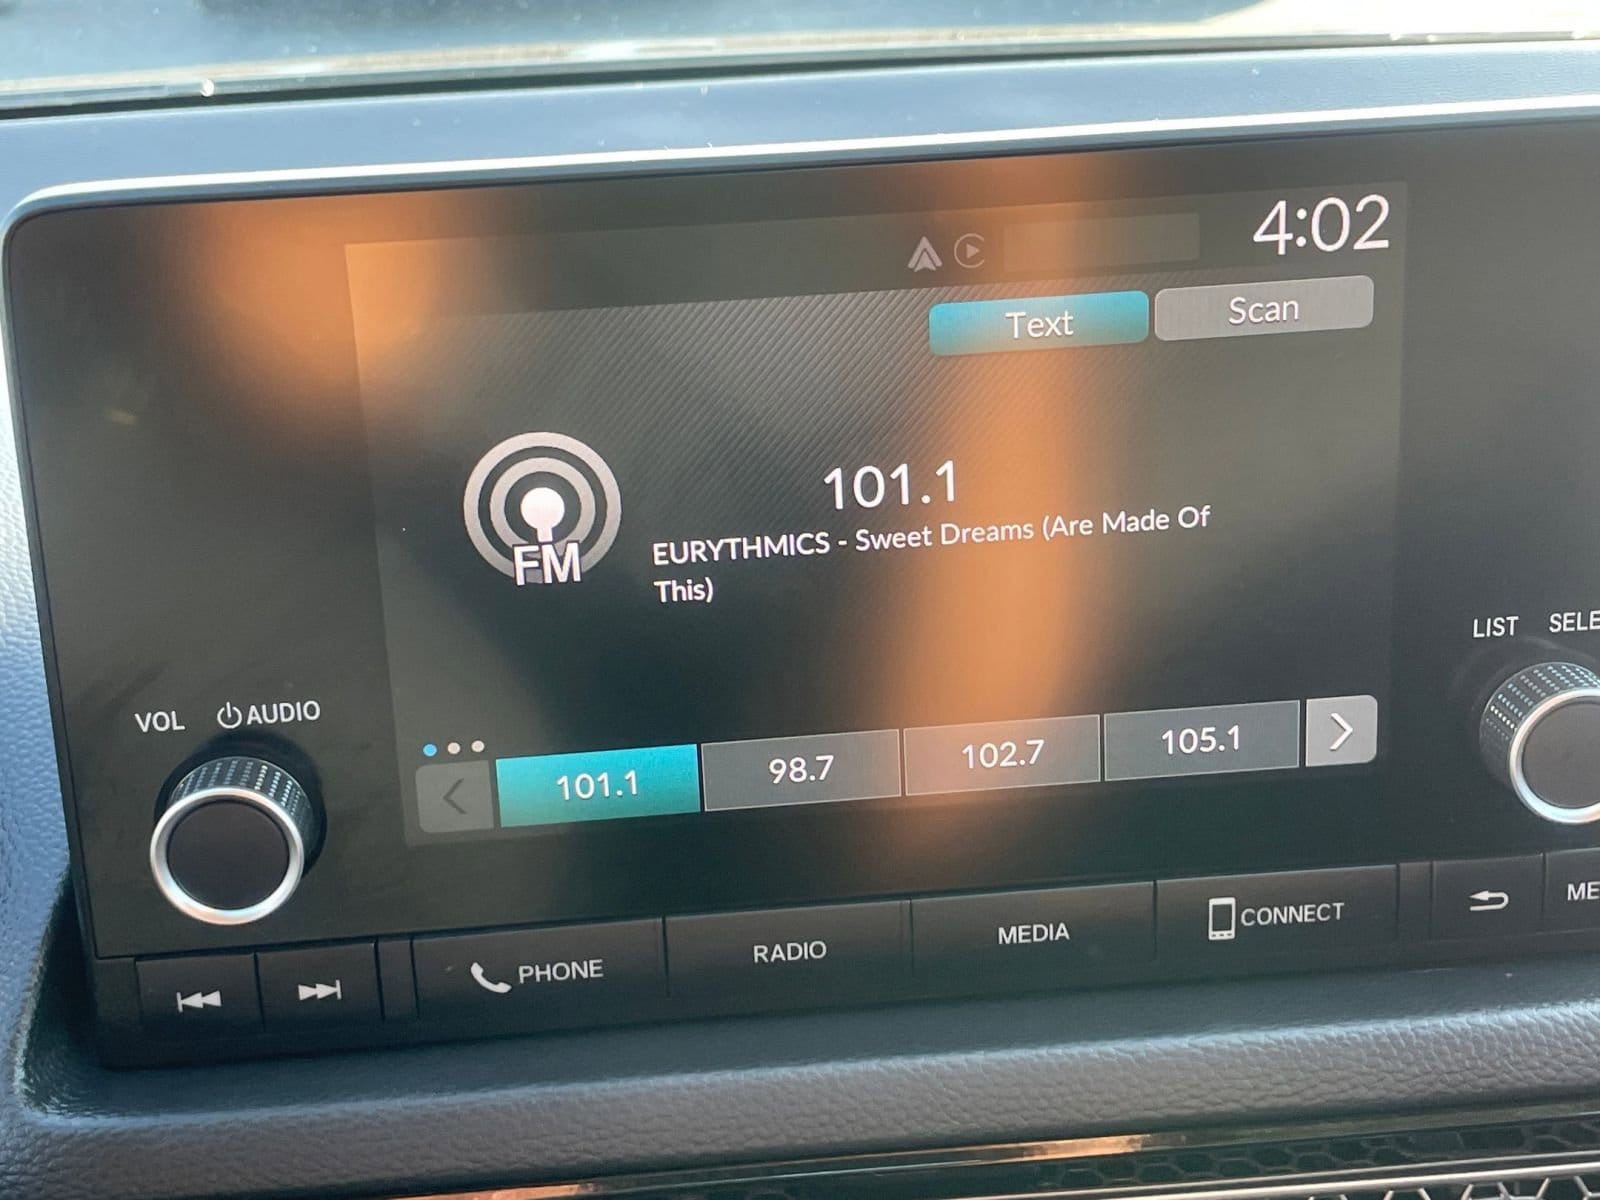 4:02
Text Scan
101.1
FM
EURYTHMICS - Sweet Dreams (Are Made Of
This)
LIST
VOL AUDIO
101.1 98.7 102.7 105.1
PHONE RADIO MEDIA CONNECT